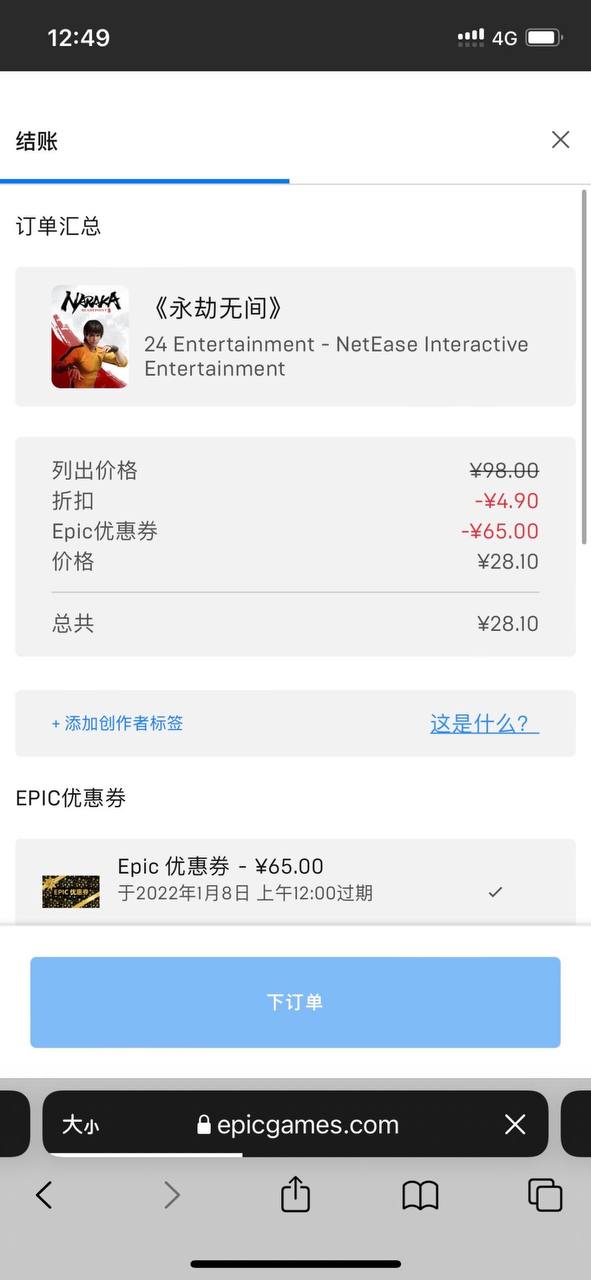 12:49
4G
结账
订单汇总
NARAKA
《永劫无间》
24 Entertainment - NetEase Interactive
Entertainment
列出价格 ¥98.00
折扣 -¥4.90
Epic优惠券 -¥65.00
价格 ¥28.10
总共 ¥28.10
+ 添加创作者标签 这是什么？
EPIC优惠券
Epic 优惠券 - ¥65.00
EPIC 优惠券
于2022年1月8日 上午12:00过期
下订单
大小 epicgames.com